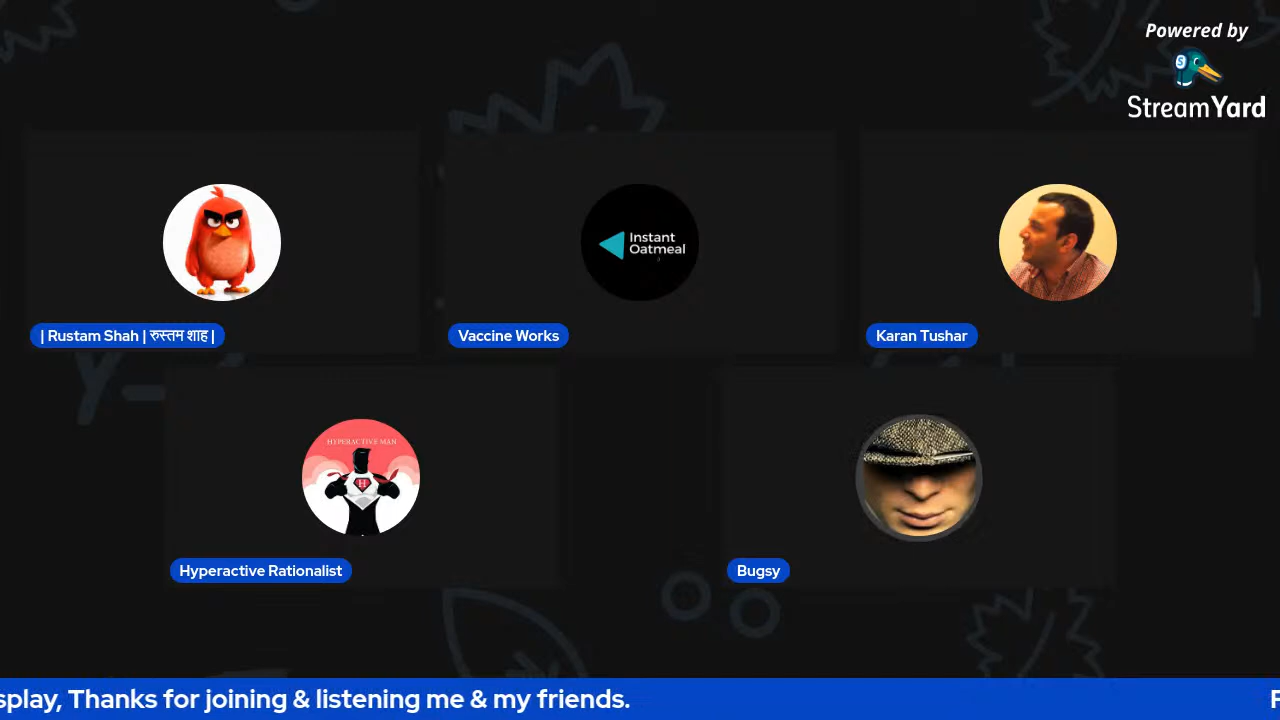 Powered by
StreamYard
Instant
Oatmeal
| Rustam Shah | रुस्तम शाह |
Vaccine Works
Karan Tushar
HYPERACTIVE MAN
H
Hyperactive Rationalist
Bugsy
splay, Thanks for joining & listening me & my friends.